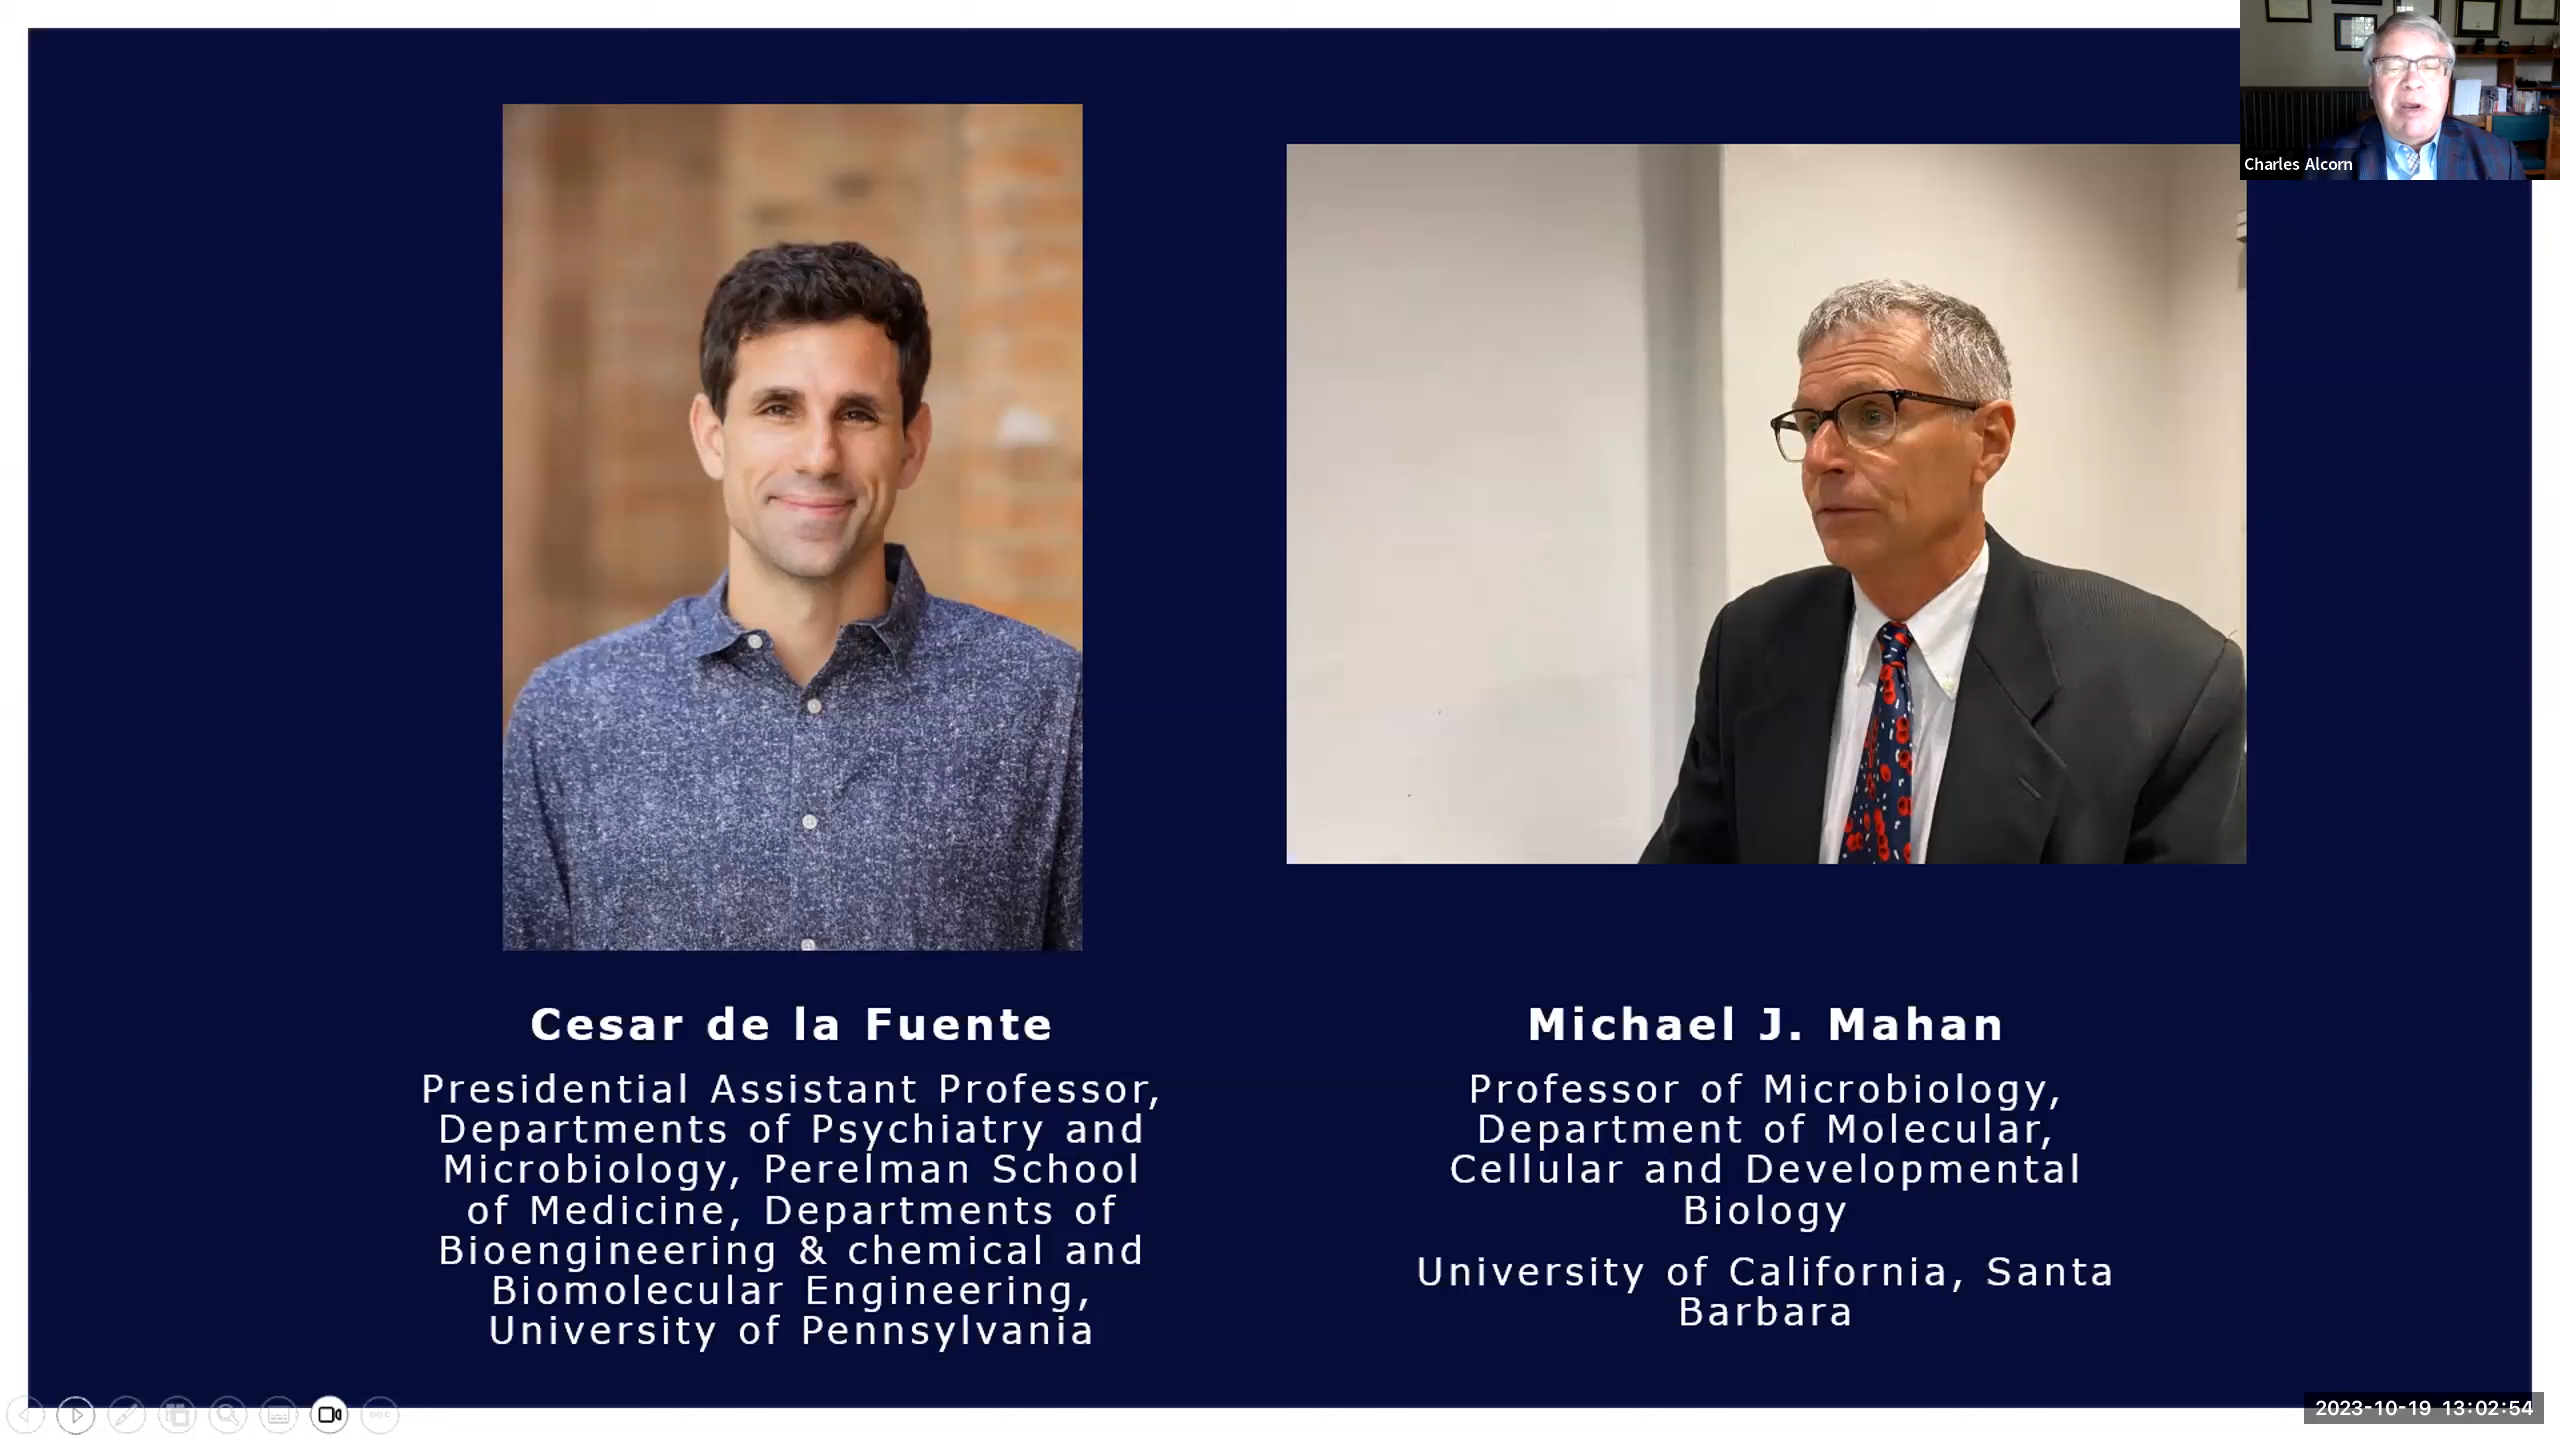 Charles Alcorn
Cesar de la Fuente
Presidential Assistant Professor,
Departments of Psychiatry and
Microbiology, Perelman School
of Medicine, Departments of
Bioengineering & chemical and
Biomolecular Engineering,
University of Pennsylvania
Michael J. Mahan
Professor of Microbiology,
Department of Molecular,
Cellular and Developmental
Biology
University of California, Santa
Barbara
2023-10-19 13:02:54